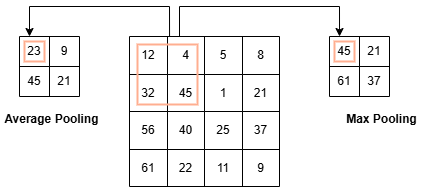 23 9
45 21
Average Pooling
12 4 5 8
32 45 1 21
56 40 25 37
61 22 11 9
45 21
61 37
Max Pooling